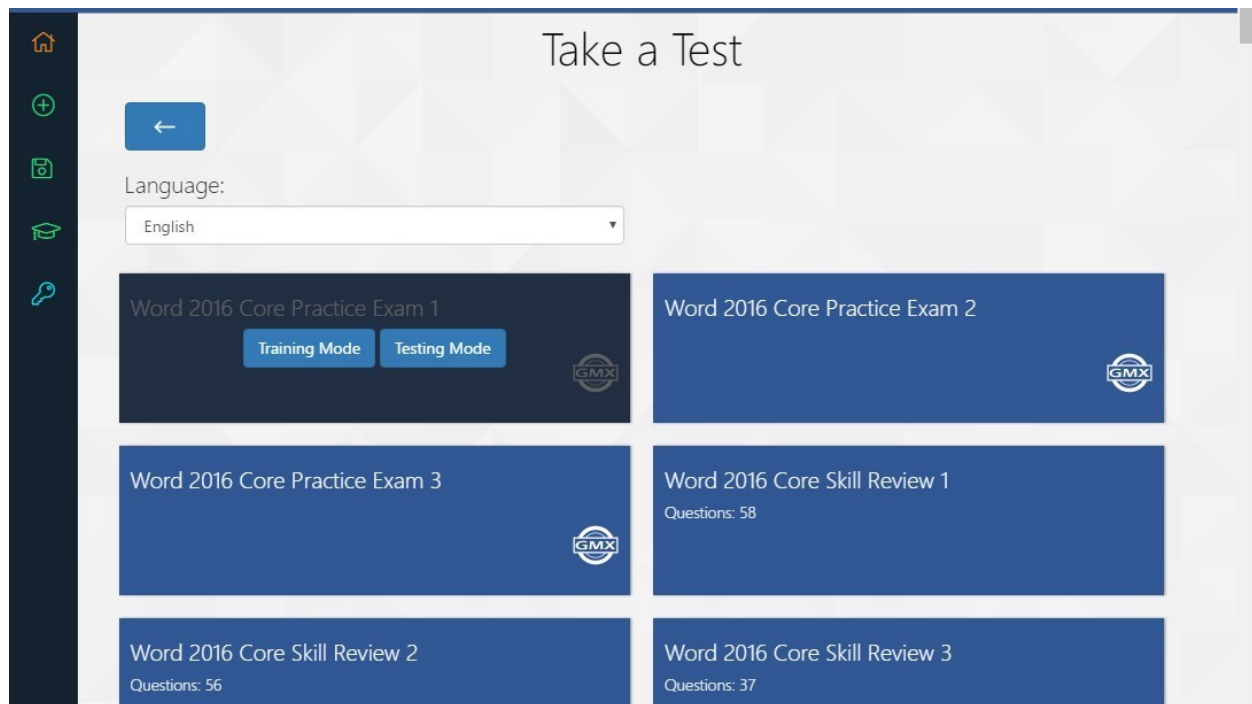 Take a Test
Language:
English
Word 2016 Core Practice Exam 1
Training Mode Testing Mode
GMX
Word 2016 Core Practice Exam 2
GMX
Word 2016 Core Practice Exam 3
GMX
Word 2016 Core Skill Review 1
Questions: 58
Word 2016 Core Skill Review 2
Questions: 56
Word 2016 Core Skill Review 3
Questions: 37